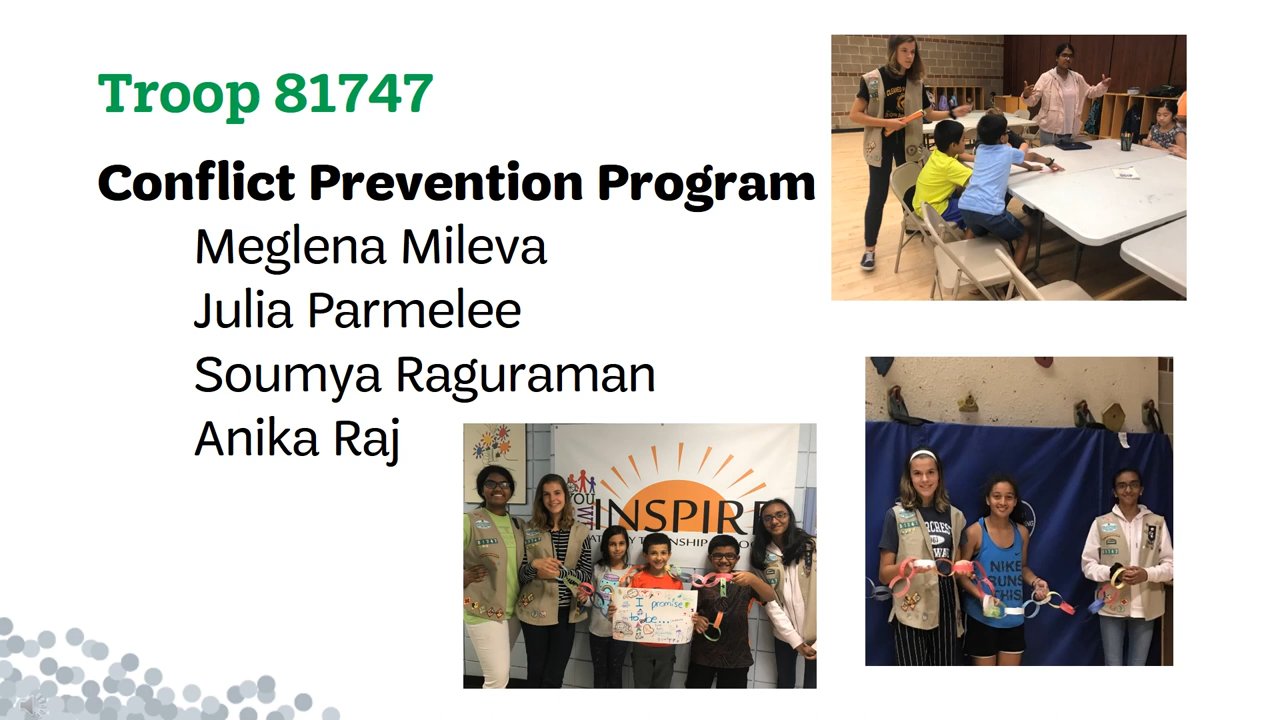 Troop 81747
Conflict Prevention Program
Meglena Mileva
Julia Parmelee
Soumya Raguraman
Anika Raj
YOU
INSPIRE
I promise
to be...
NIKE
RUNS
THIS